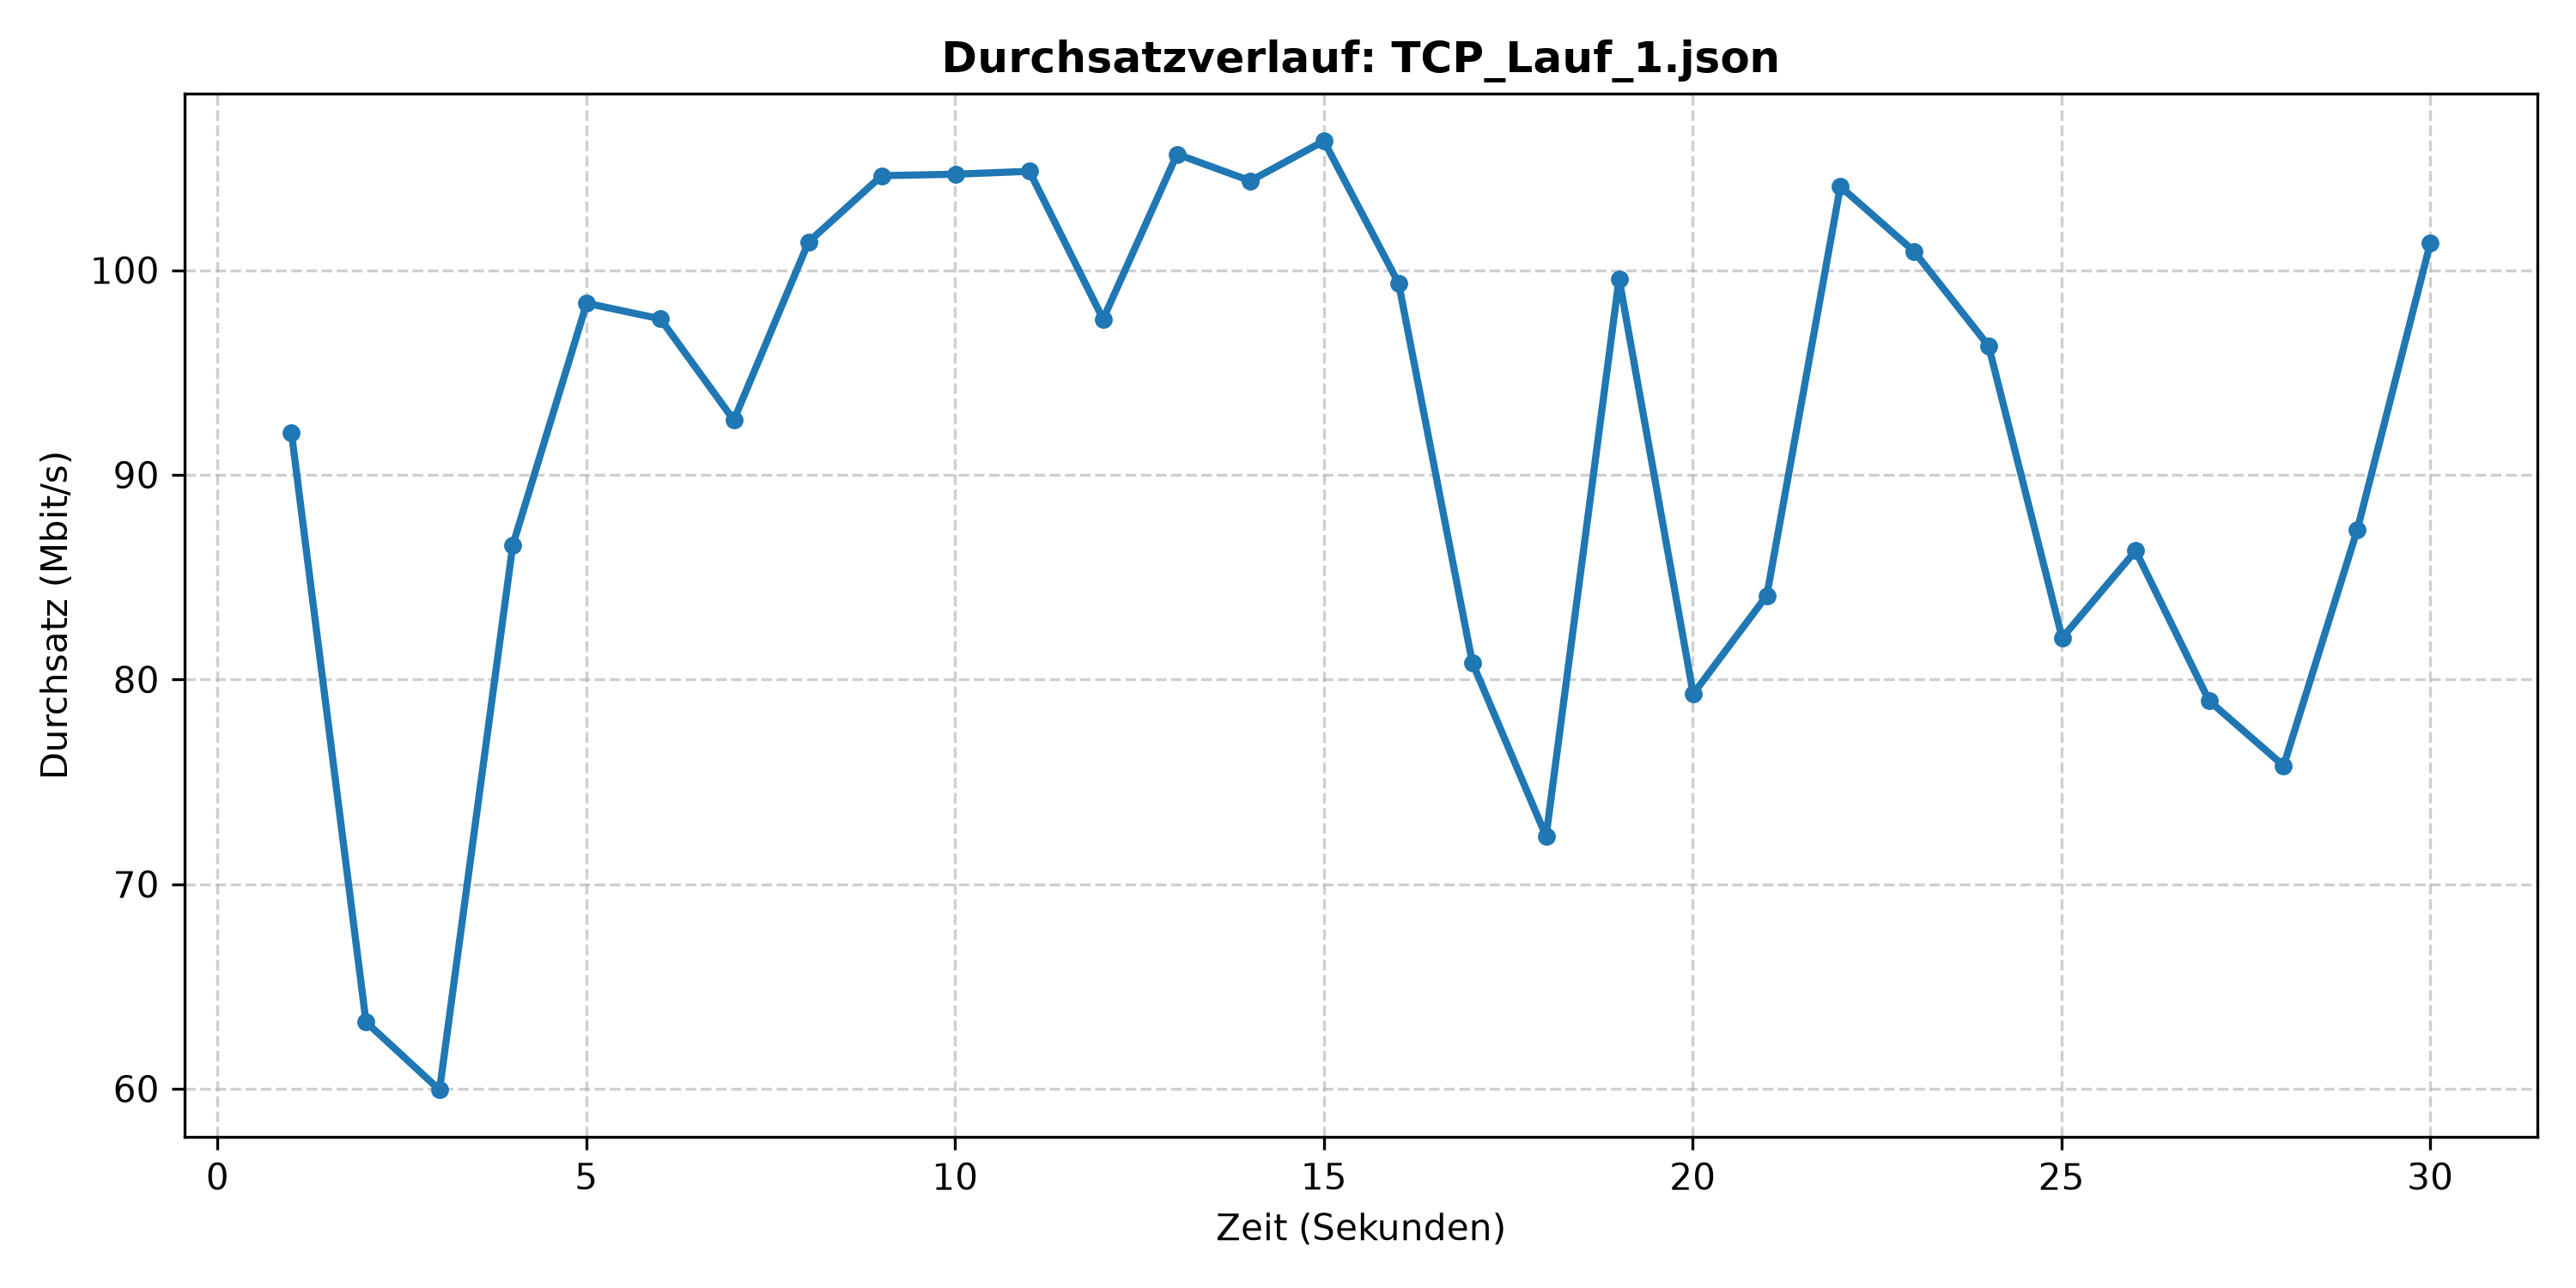 Durchsatzverlauf: TCP_Lauf_1.json
Durchsatz (Mbit/s)
100
90
80
70
60
0 5 10 15 20 25 30
Zeit (Sekunden)